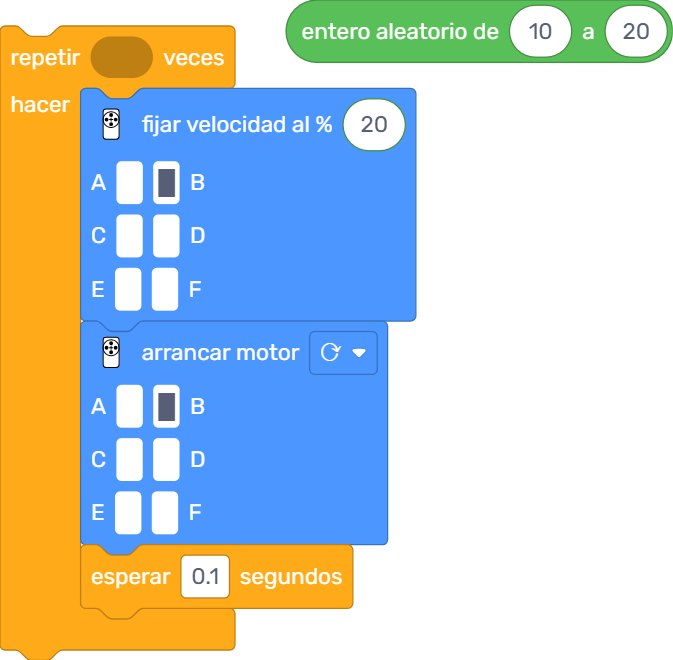 entero aleatorio de 10 a 20
repetir veces
hacer
fijar velocidad al % 20
A B
C D
E F
arrancar motor
A B
C D
E F
esperar 0.1 segundos